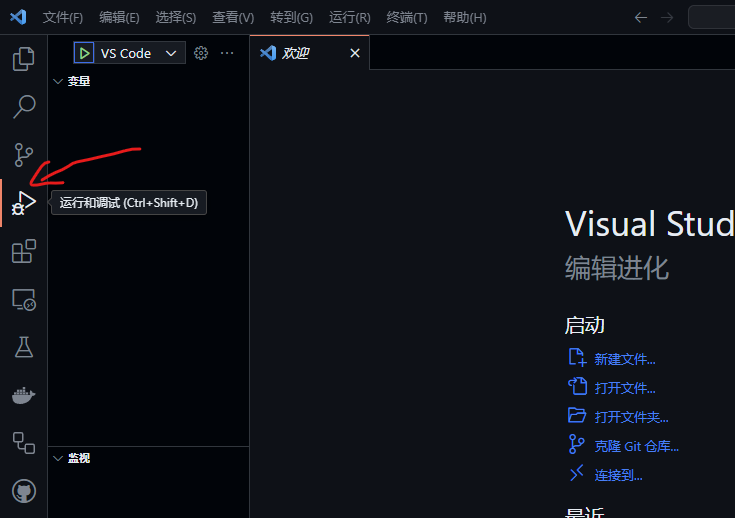 文件(F) 编辑(E) 选择(S) 查看(V) 转到(G) 运行(R) 终端(T) 帮助(H)
VS Code
欢迎
变量
运行和调试 (Ctrl+Shift+D)
Visual Stud
编辑进化
启动
新建文件...
打开文件...
打开文件夹...
克隆 Git 仓库...
连接到...
监视
最近